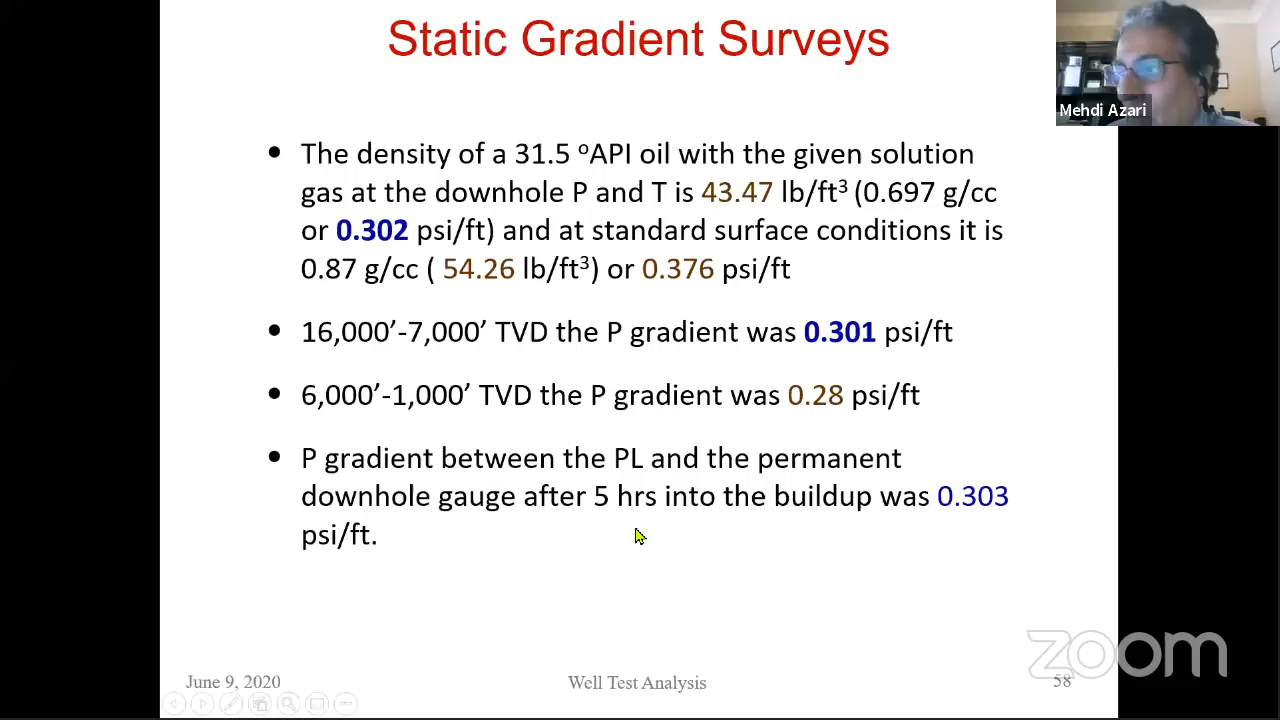 Static Gradient Surveys
Mehdi Azari
• The density of a 31.5 ºAPI oil with the given solution
gas at the downhole P and T is 43.47 lb/ft³ (0.697 g/cc
or 0.302 psi/ft) and at standard surface conditions it is
0.87 g/cc ( 54.26 lb/ft³) or 0.376 psi/ft
• 16,000’-7,000’ TVD the P gradient was 0.301 psi/ft
• 6,000’-1,000’ TVD the P gradient was 0.28 psi/ft
• P gradient between the PL and the permanent
downhole gauge after 5 hrs into the buildup was 0.303
psi/ft.
zoom
June 9, 2020
Well Test Analysis
58